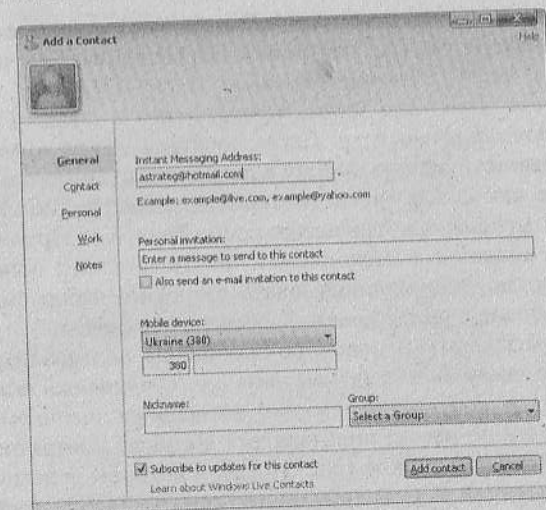 Add a Contact
Help
General
Contact
Personal
Work
Notes
Instant Messaging Address:
astrateg@hotmail.com
Example: example@live.com, example@yahoo.com
Personal invitation:
Enter a message to send to this contact
Also send an e-mail invitation to this contact
Mobile device:
Ukraine (380)
380
Nickname:
Group:
Select a Group
Subscribe to updates for this contact
Add contact
Cancel
Learn about Windows Live Contacts